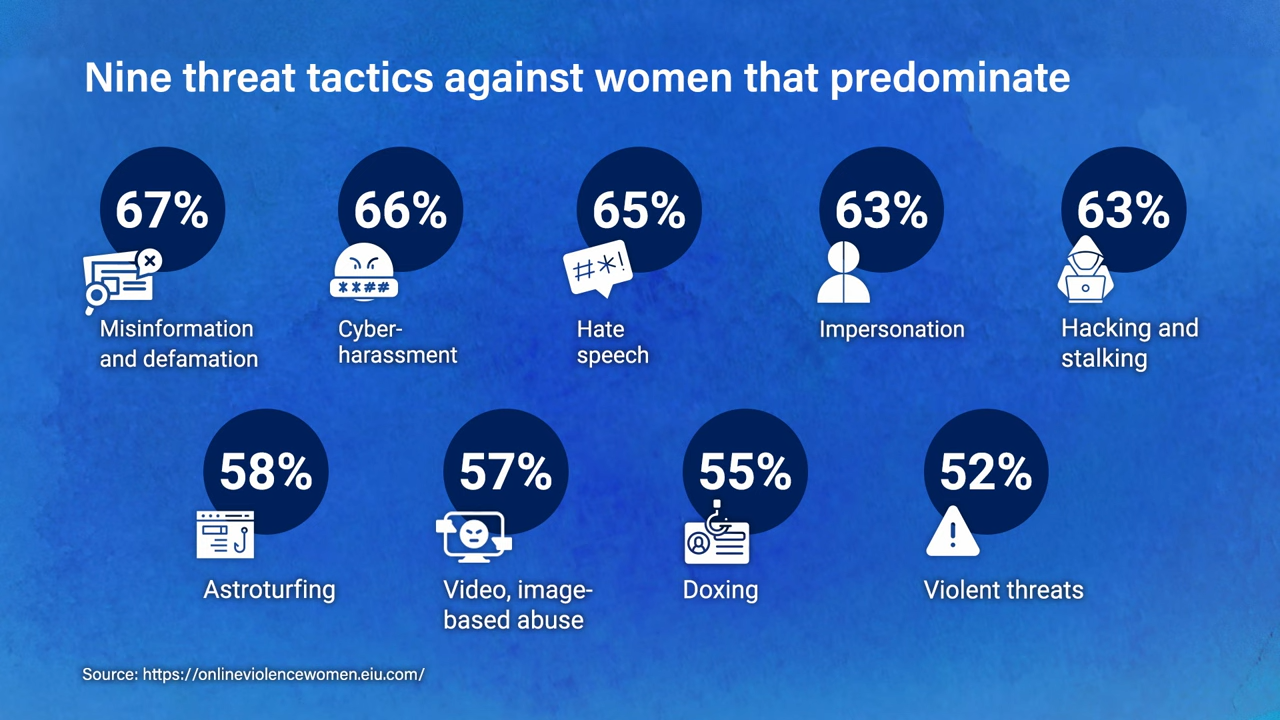 Nine threat tactics against women that predominate
67%
66%
65%
63%
63%
#*!
**##
Misinformation
and defamation
Cyber-
harassment
Hate
speech
Impersonation
Hacking and
stalking
58%
57%
55%
52%
Astroturfing
Video, image-
based abuse
Doxing
Violent threats
Source: https://onlineviolencewomen.eiu.com/